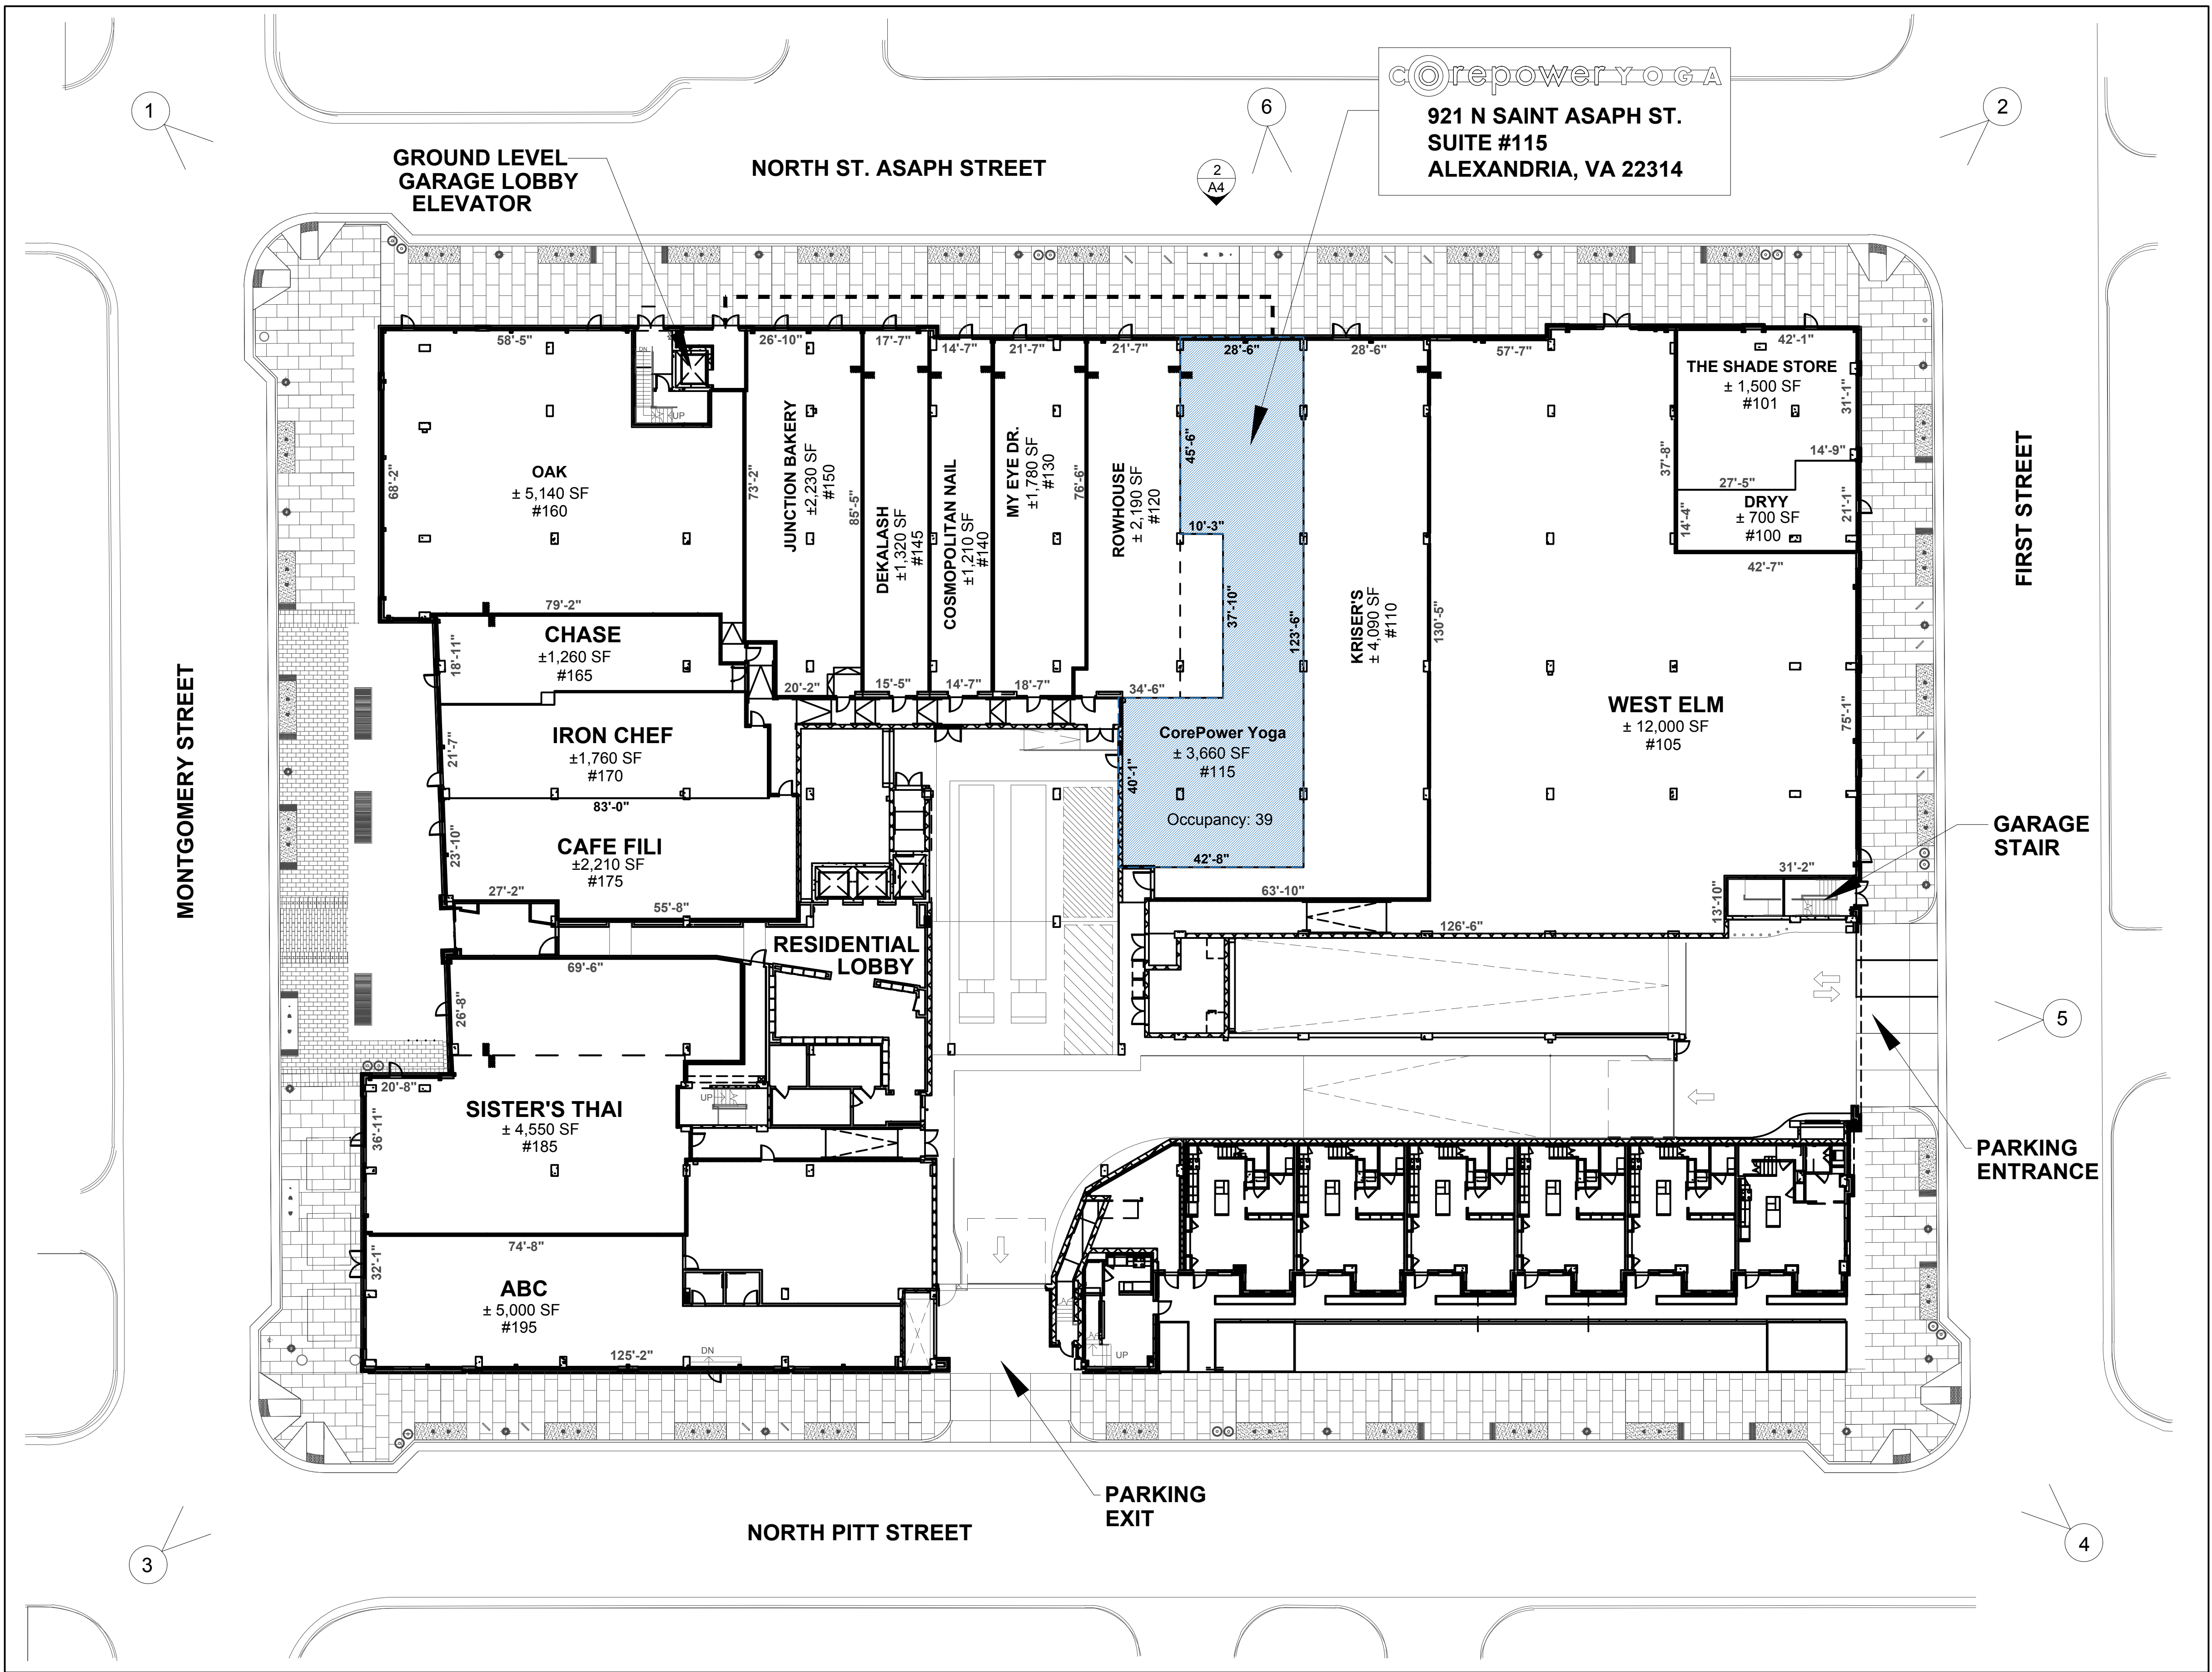 corepower YOGA
921 N SAINT ASAPH ST.
SUITE #115
ALEXANDRIA, VA 22314
1
6
2
2
A4
GROUND LEVEL
GARAGE LOBBY
ELEVATOR
NORTH ST. ASAPH STREET
MONTGOMERY STREET
FIRST STREET
58'-5"
26'-10"
17'-7"
14'-7"
21'-7"
21'-7"
28'-6"
28'-6"
57'-7"
42'-1"
DN
UP
OAK
± 5,140 SF
#160
68'-2"
79'-2"
73'-2"
JUNCTION BAKERY
±2,230 SF
#150
85'-5"
20'-2"
DEKALASH
±1,320 SF
#145
15'-5"
COSMOPOLITAN NAIL
±1,210 SF
#140
14'-7"
MY EYE DR.
±1,780 SF
#130
76'-6"
18'-7"
ROWHOUSE
± 2,190 SF
#120
34'-6"
45'-6"
10'-3"
37'-10"
123'-6"
CorePower Yoga
± 3,660 SF
#115
Occupancy: 39
40'-1"
42'-8"
KRISER'S
± 4,090 SF
#110
130'-5"
63'-10"
THE SHADE STORE
± 1,500 SF
#101
31'-1"
37'-8"
14'-9"
27'-5"
DRYY
± 700 SF
#100
14'-4"
21'-1"
42'-7"
WEST ELM
± 12,000 SF
#105
75'-1"
31'-2"
13'-10"
126'-6"
CHASE
±1,260 SF
#165
18'-11"
IRON CHEF
±1,760 SF
#170
21'-7"
83'-0"
CAFE FILI
±2,210 SF
#175
23'-10"
27'-2"
55'-8"
GARAGE
STAIR
RESIDENTIAL
LOBBY
69'-6"
26'-8"
20'-8"
UP
SISTER'S THAI
± 4,550 SF
#185
36'-11"
74'-8"
ABC
± 5,000 SF
#195
32'-1"
125'-2"
DN
UP
5
PARKING
ENTRANCE
PARKING
EXIT
NORTH PITT STREET
3
4